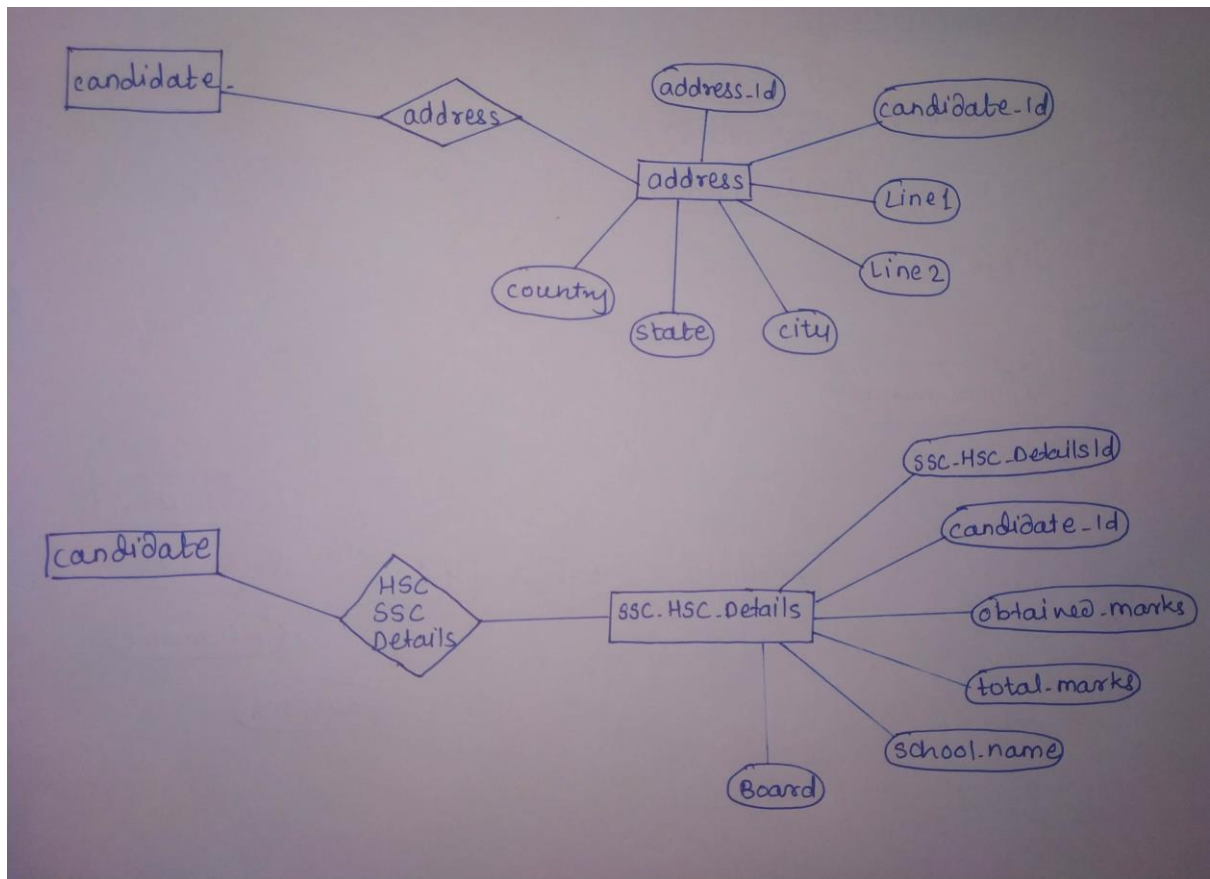 candidate
address
address_Id
candidate_Id
address
Line1
Line2
country
state
city
SSC_HSC_DetailsId
candidate
candidate_Id
HSC
SSC
Details
SSC_HSC_Details
obtained_marks
total_marks
school_name
Board